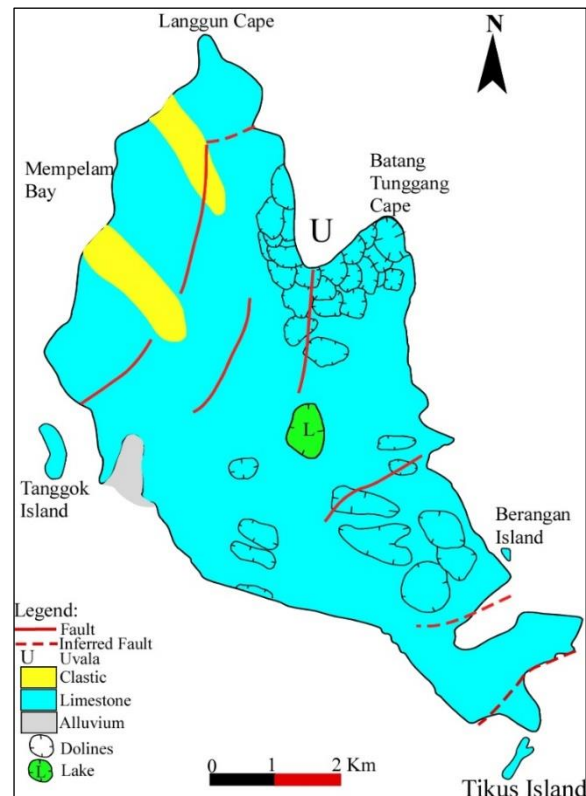 Langgun Cape
N
Mempelam
Bay
Batang
Tunggang
Cape
U
L
Tanggok
Island
Berangan
Island
Legend:
Fault
Inferred Fault
U Uvala
Clastic
Limestone
Alluvium
Dolines
L Lake
0 1 2 Km
Tikus Island